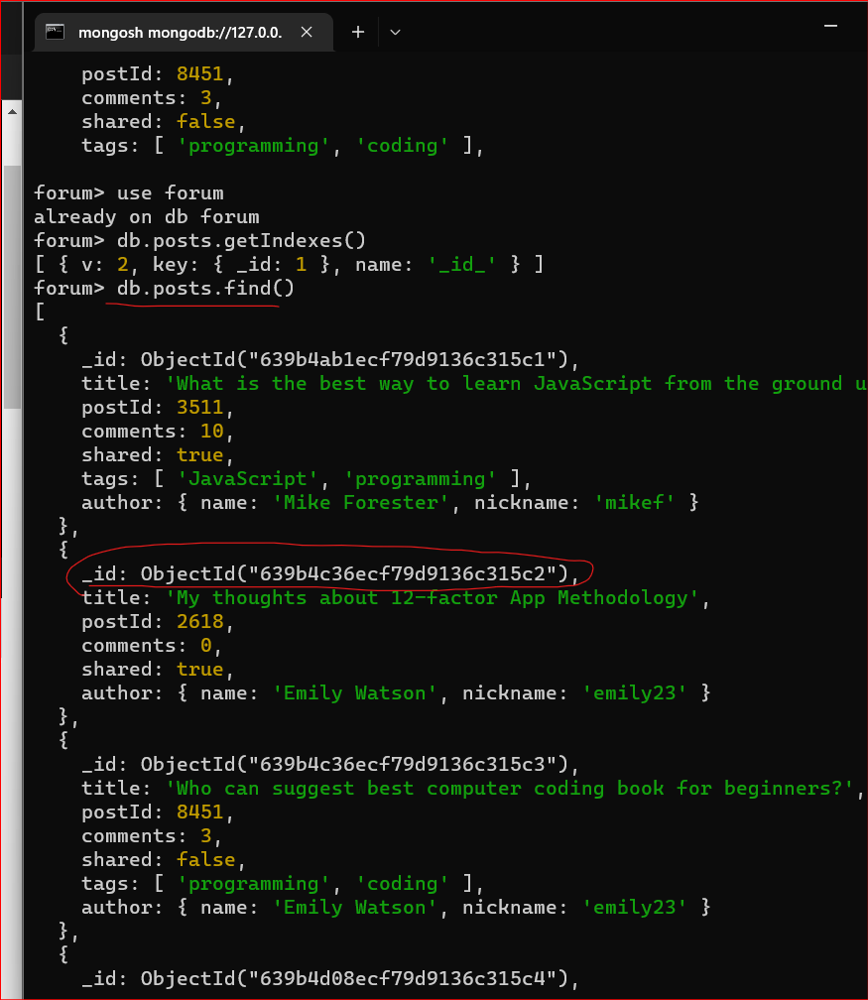 mongosh mongodb://127.0.0.
postId: 8451,
comments: 3,
shared: false,
tags: [ 'programming', 'coding' ],
forum> use forum
already on db forum
forum> db.posts.getIndexes()
[ { v: 2, key: { _id: 1 }, name: '_id_' } ]
forum> db.posts.find()
[
{
_id: ObjectId("639b4ab1ecf79d9136c315c1"),
title: 'What is the best way to learn JavaScript from the ground u
postId: 3511,
comments: 10,
shared: true,
tags: [ 'JavaScript', 'programming' ],
author: { name: 'Mike Forester', nickname: 'mikef' }
},
{
_id: ObjectId("639b4c36ecf79d9136c315c2"),
title: 'My thoughts about 12-factor App Methodology',
postId: 2618,
comments: 0,
shared: true,
author: { name: 'Emily Watson', nickname: 'emily23' }
},
{
_id: ObjectId("639b4c36ecf79d9136c315c3"),
title: 'Who can suggest best computer coding book for beginners?',
postId: 8451,
comments: 3,
shared: false,
tags: [ 'programming', 'coding' ],
author: { name: 'Emily Watson', nickname: 'emily23' }
},
{
_id: ObjectId("639b4d08ecf79d9136c315c4"),